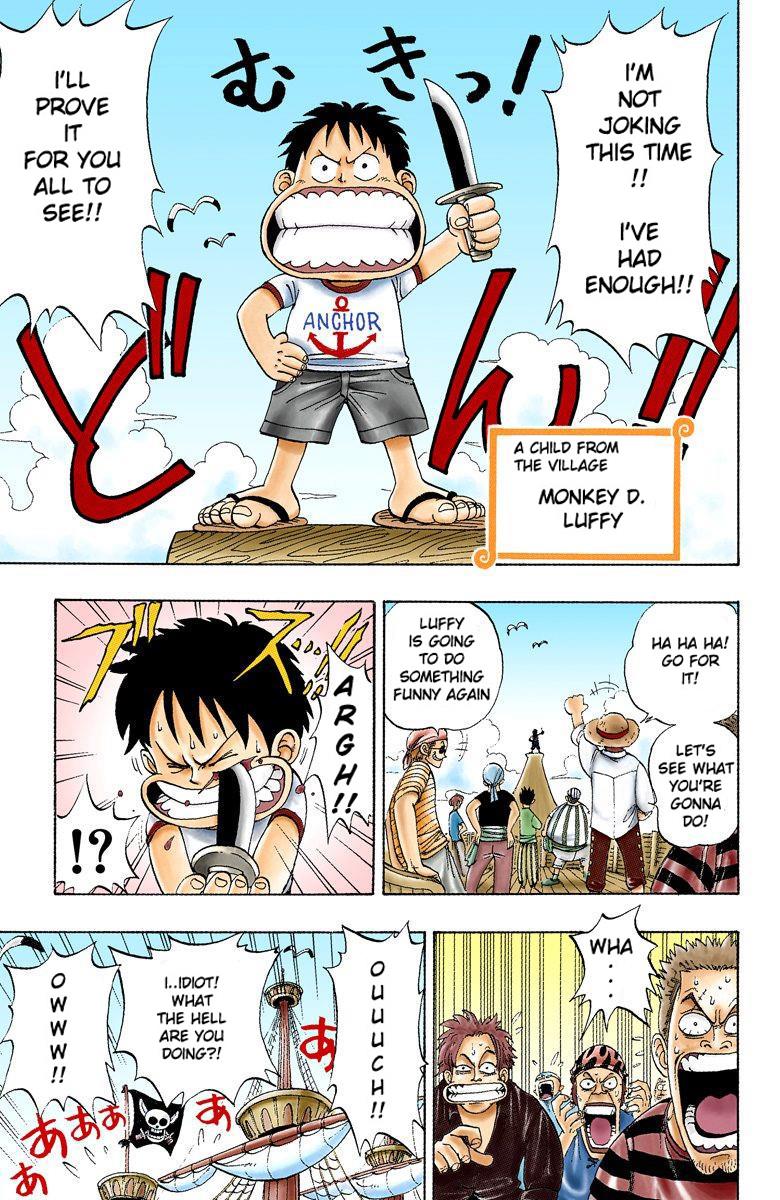 I'M
NOT
JOKING
THIS TIME
!!
I'VE
HAD
ENOUGH!!
むきっ!
I'LL
PROVE
IT
FOR YOU
ALL TO
SEE!!
ANCHOR
どん!!
A CHILD FROM
THE VILLAGE
MONKEY D.
LUFFY
HA HA HA!
GO FOR
IT!
LET'S
SEE WHAT
YOU'RE
GONNA
DO!
LUFFY
IS GOING
TO DO
SOMETHING
FUNNY AGAIN
ブズッ!!
ARGH!!
!?
WHA
...
OUUUCH!!
I..IDIOT!
WHAT
THE HELL
ARE YOU
DOING?!
OWWW!!
あ
あ
あ
あ
あ
あ